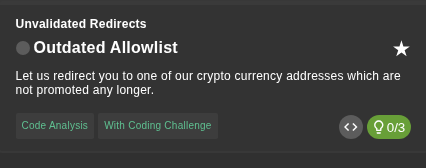 Unvalidated Redirects
Outdated Allowlist
Let us redirect you to one of our crypto currency addresses which are
not promoted any longer.
Code Analysis With Coding Challenge 0/3